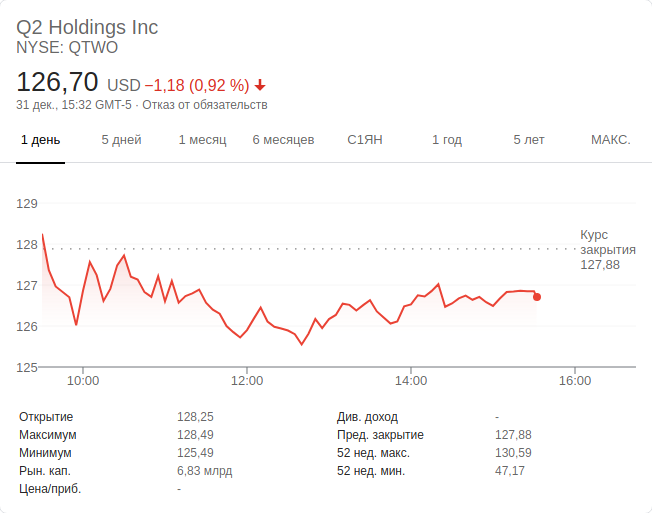 Q2 Holdings Inc
NYSE: QTWO
126,70 USD −1,18 (0,92 %)
31 дек., 15:32 GMT-5 · Отказ от обязательств
1 день 5 дней 1 месяц 6 месяцев С1ЯН 1 год 5 лет МАКС.
129
128
127
126
125
Курс
закрытия
127,88
10:00 12:00 14:00 16:00
Открытие 128,25
Максимум 128,49
Минимум 125,49
Рын. кап. 6,83 млрд
Цена/приб. -
Див. доход -
Пред. закрытие 127,88
52 нед. макс. 130,59
52 нед. мин. 47,17